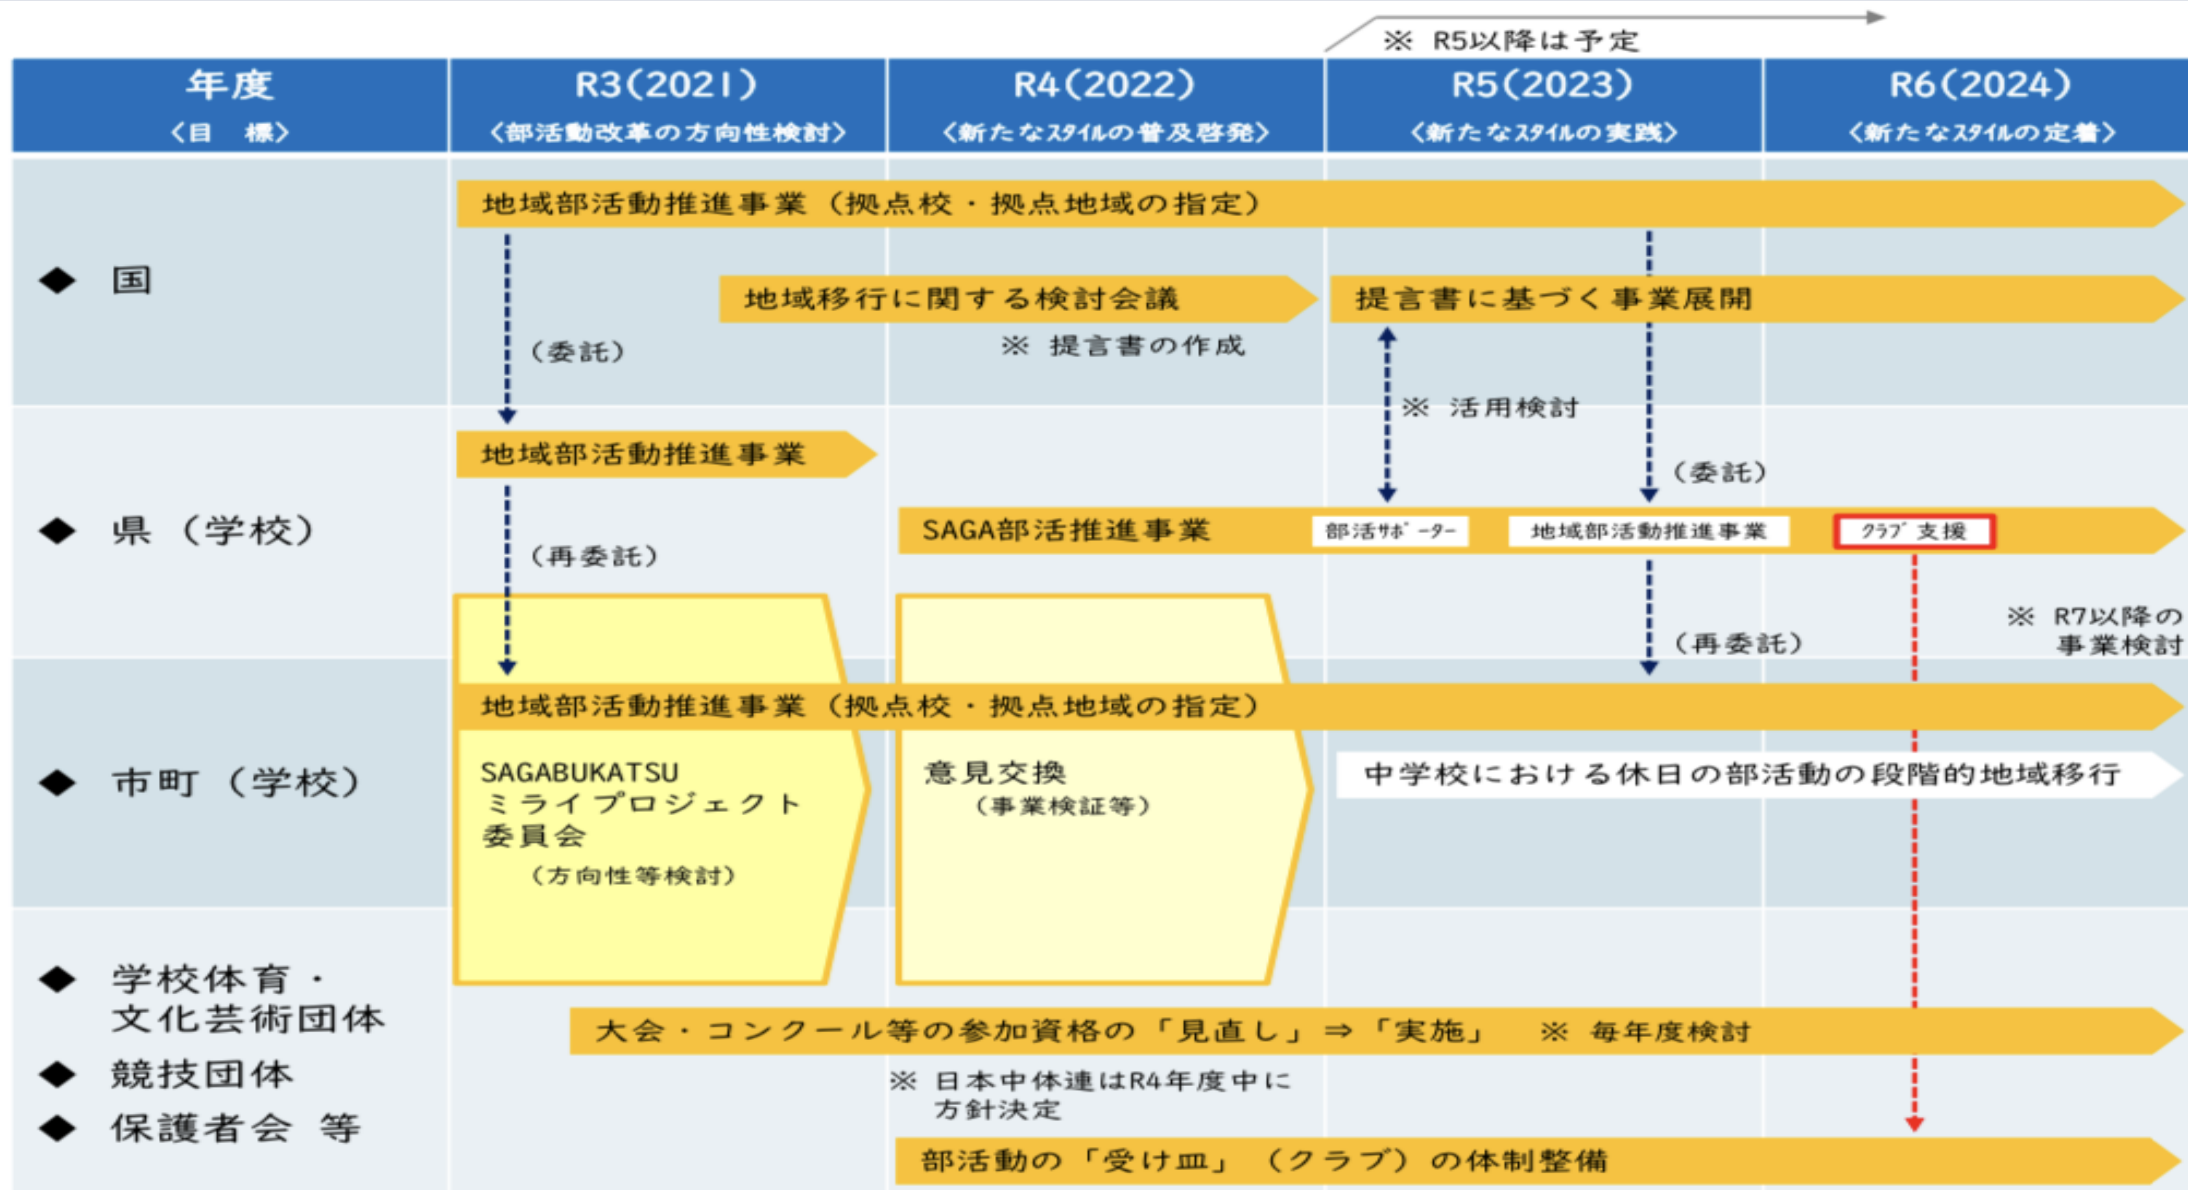 ※ R5以降は予定
年度
R3(2021)
R4(2022)
R5(2023)
R6(2024)
〈目　標〉
〈部活動改革の方向性検討〉
〈新たなｽﾀｲﾙの普及啓発〉
〈新たなｽﾀｲﾙの実践〉
〈新たなｽﾀｲﾙの定着〉
◆ 国
地域部活動推進事業（拠点校・拠点地域の指定）
地域移行に関する検討会議
提言書に基づく事業展開
※ 提言書の作成
（委託）
※ 活用検討
◆ 県（学校）
地域部活動推進事業
（委託）
SAGA部活推進事業
部活ｻﾎﾟｰﾀｰ
地域部活動推進事業
ｸﾗﾌﾞ支援
（再委託）
（再委託）
※ R7以降の
事業検討
◆ 市町（学校）
地域部活動推進事業（拠点校・拠点地域の指定）
SAGABUKATSU
ミライプロジェクト
委員会
（方向性等検討）
意見交換
（事業検証等）
中学校における休日の部活動の段階的地域移行
◆ 学校体育・
文化芸術団体
◆ 競技団体
◆ 保護者会 等
大会・コンクール等の参加資格の「見直し」⇒「実施」　※ 毎年度検討
※ 日本中体連はR4年度中に
方針決定
部活動の「受け皿」（クラブ）の体制整備